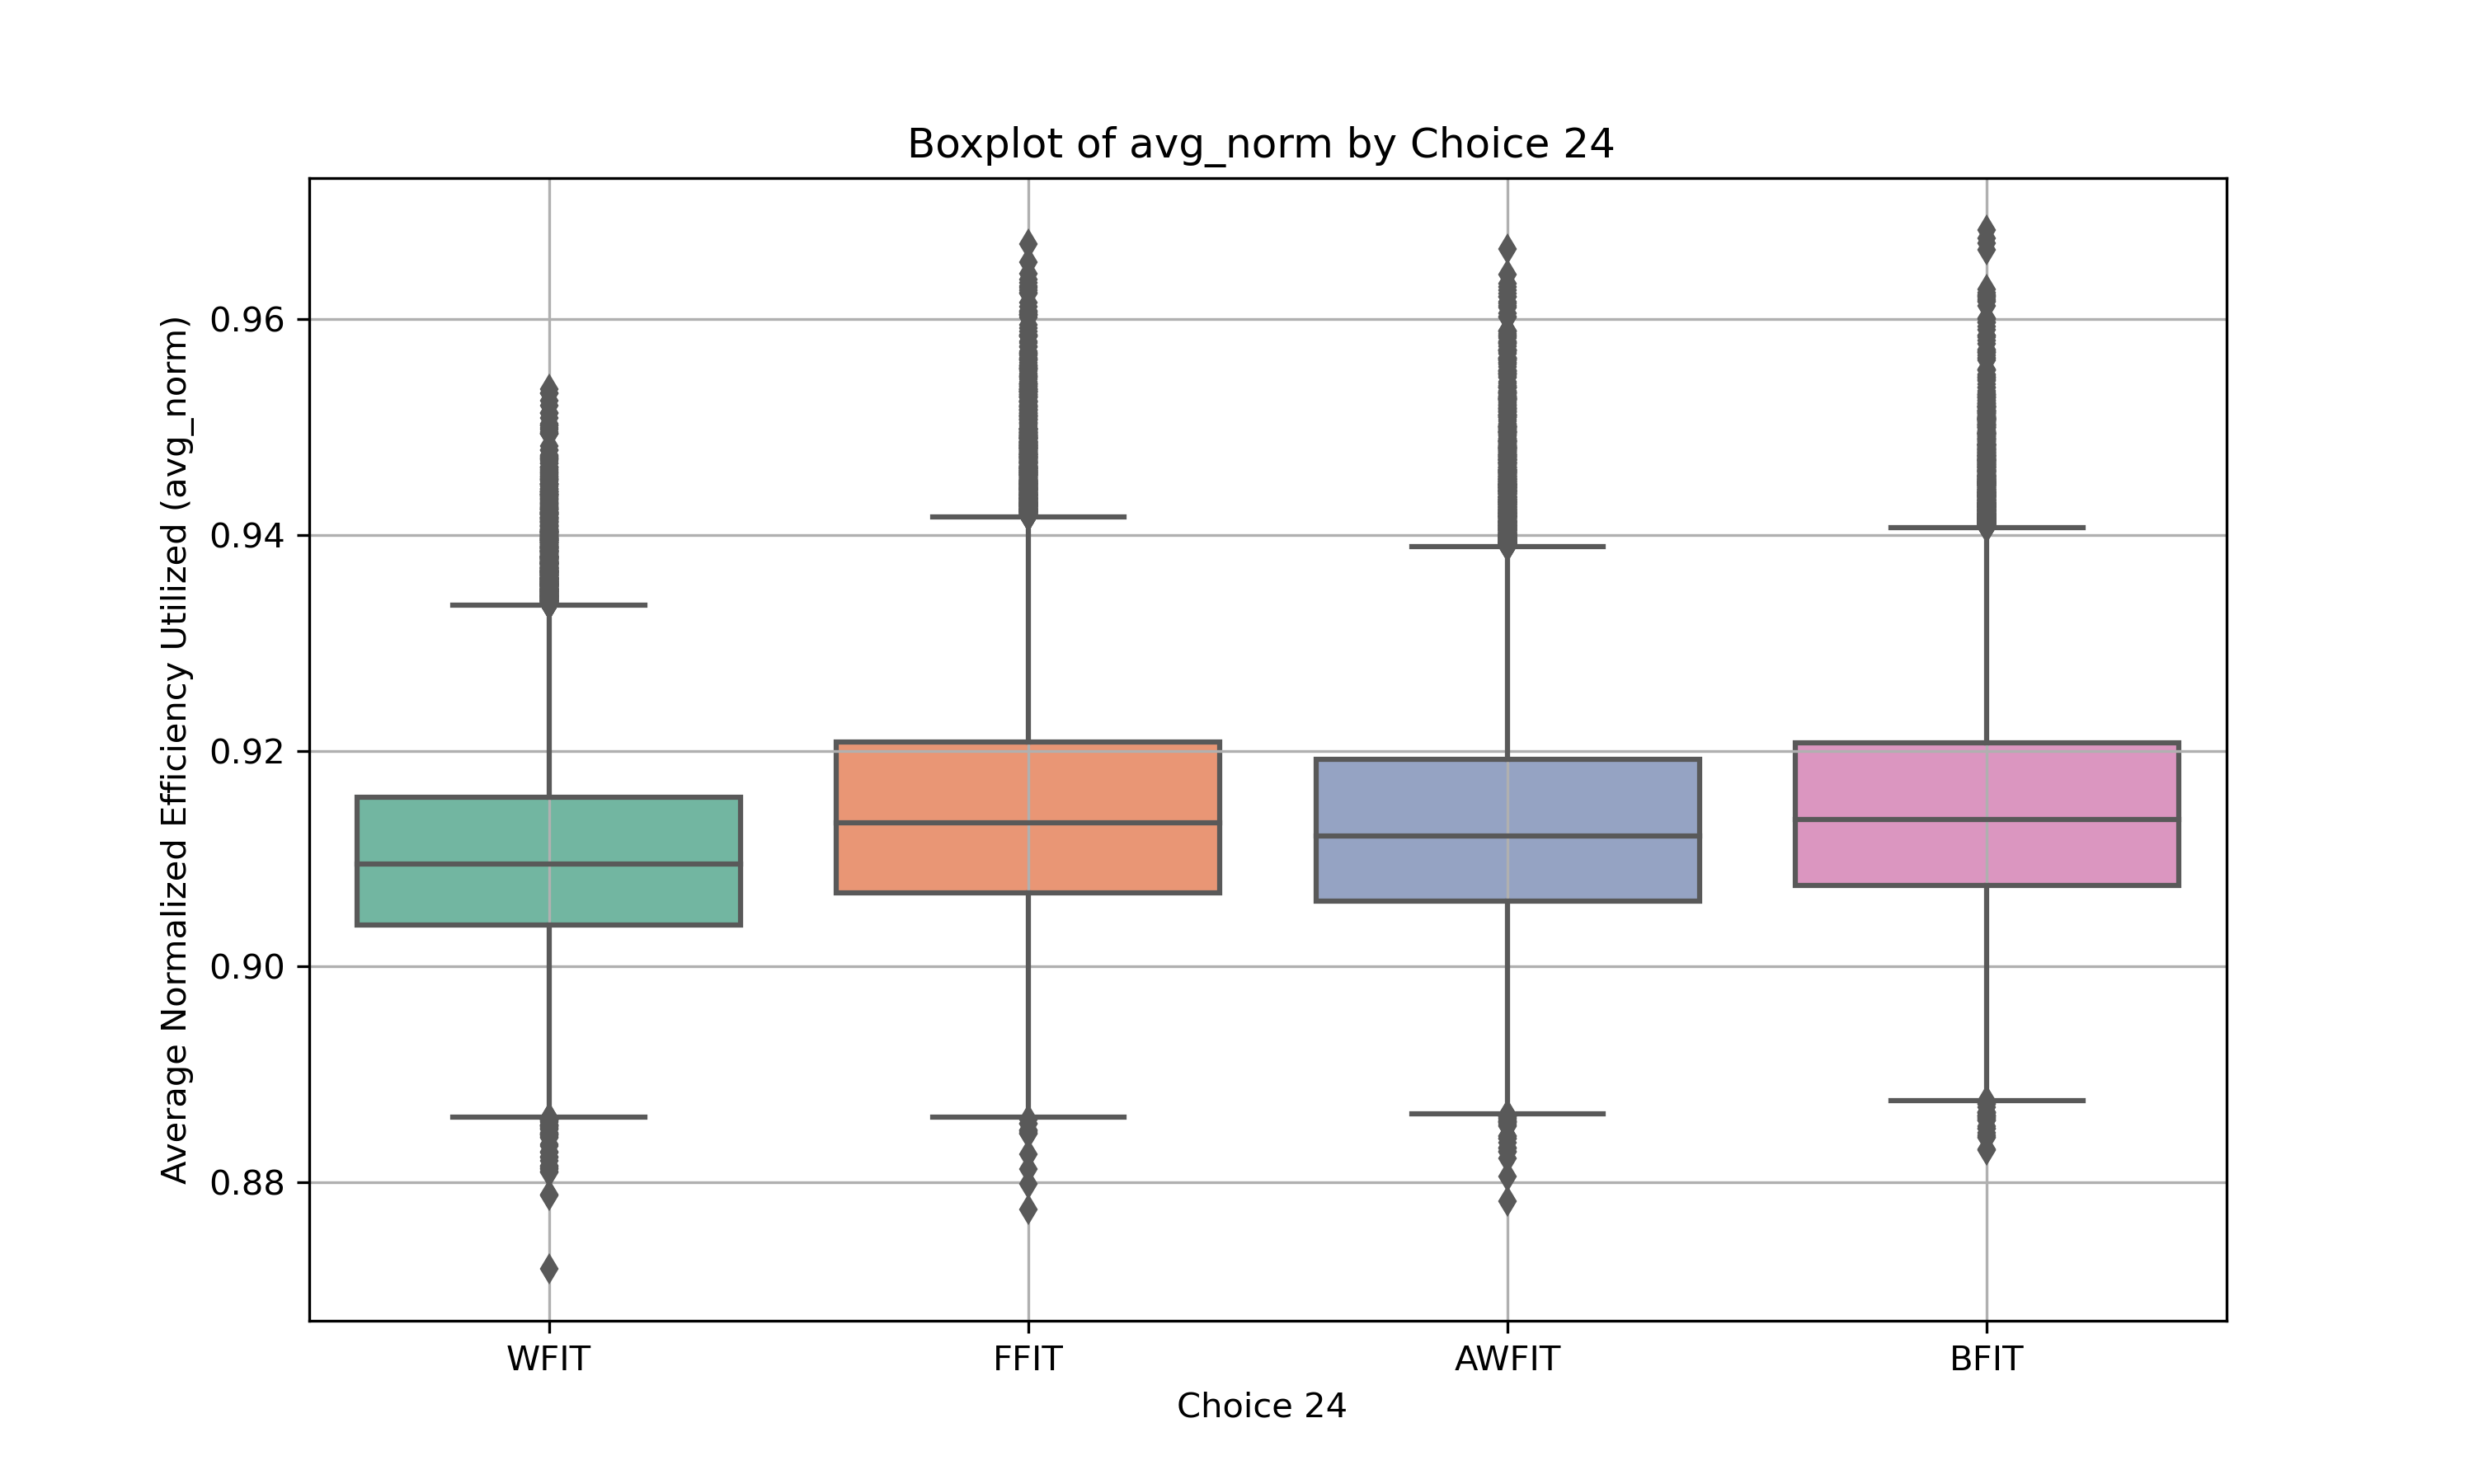 Boxplot of avg_norm by Choice 24
Average Normalized Efficiency Utilized (avg_norm)
0.96
0.94
0.92
0.90
0.88
WFIT FFIT AWFIT BFIT
Choice 24